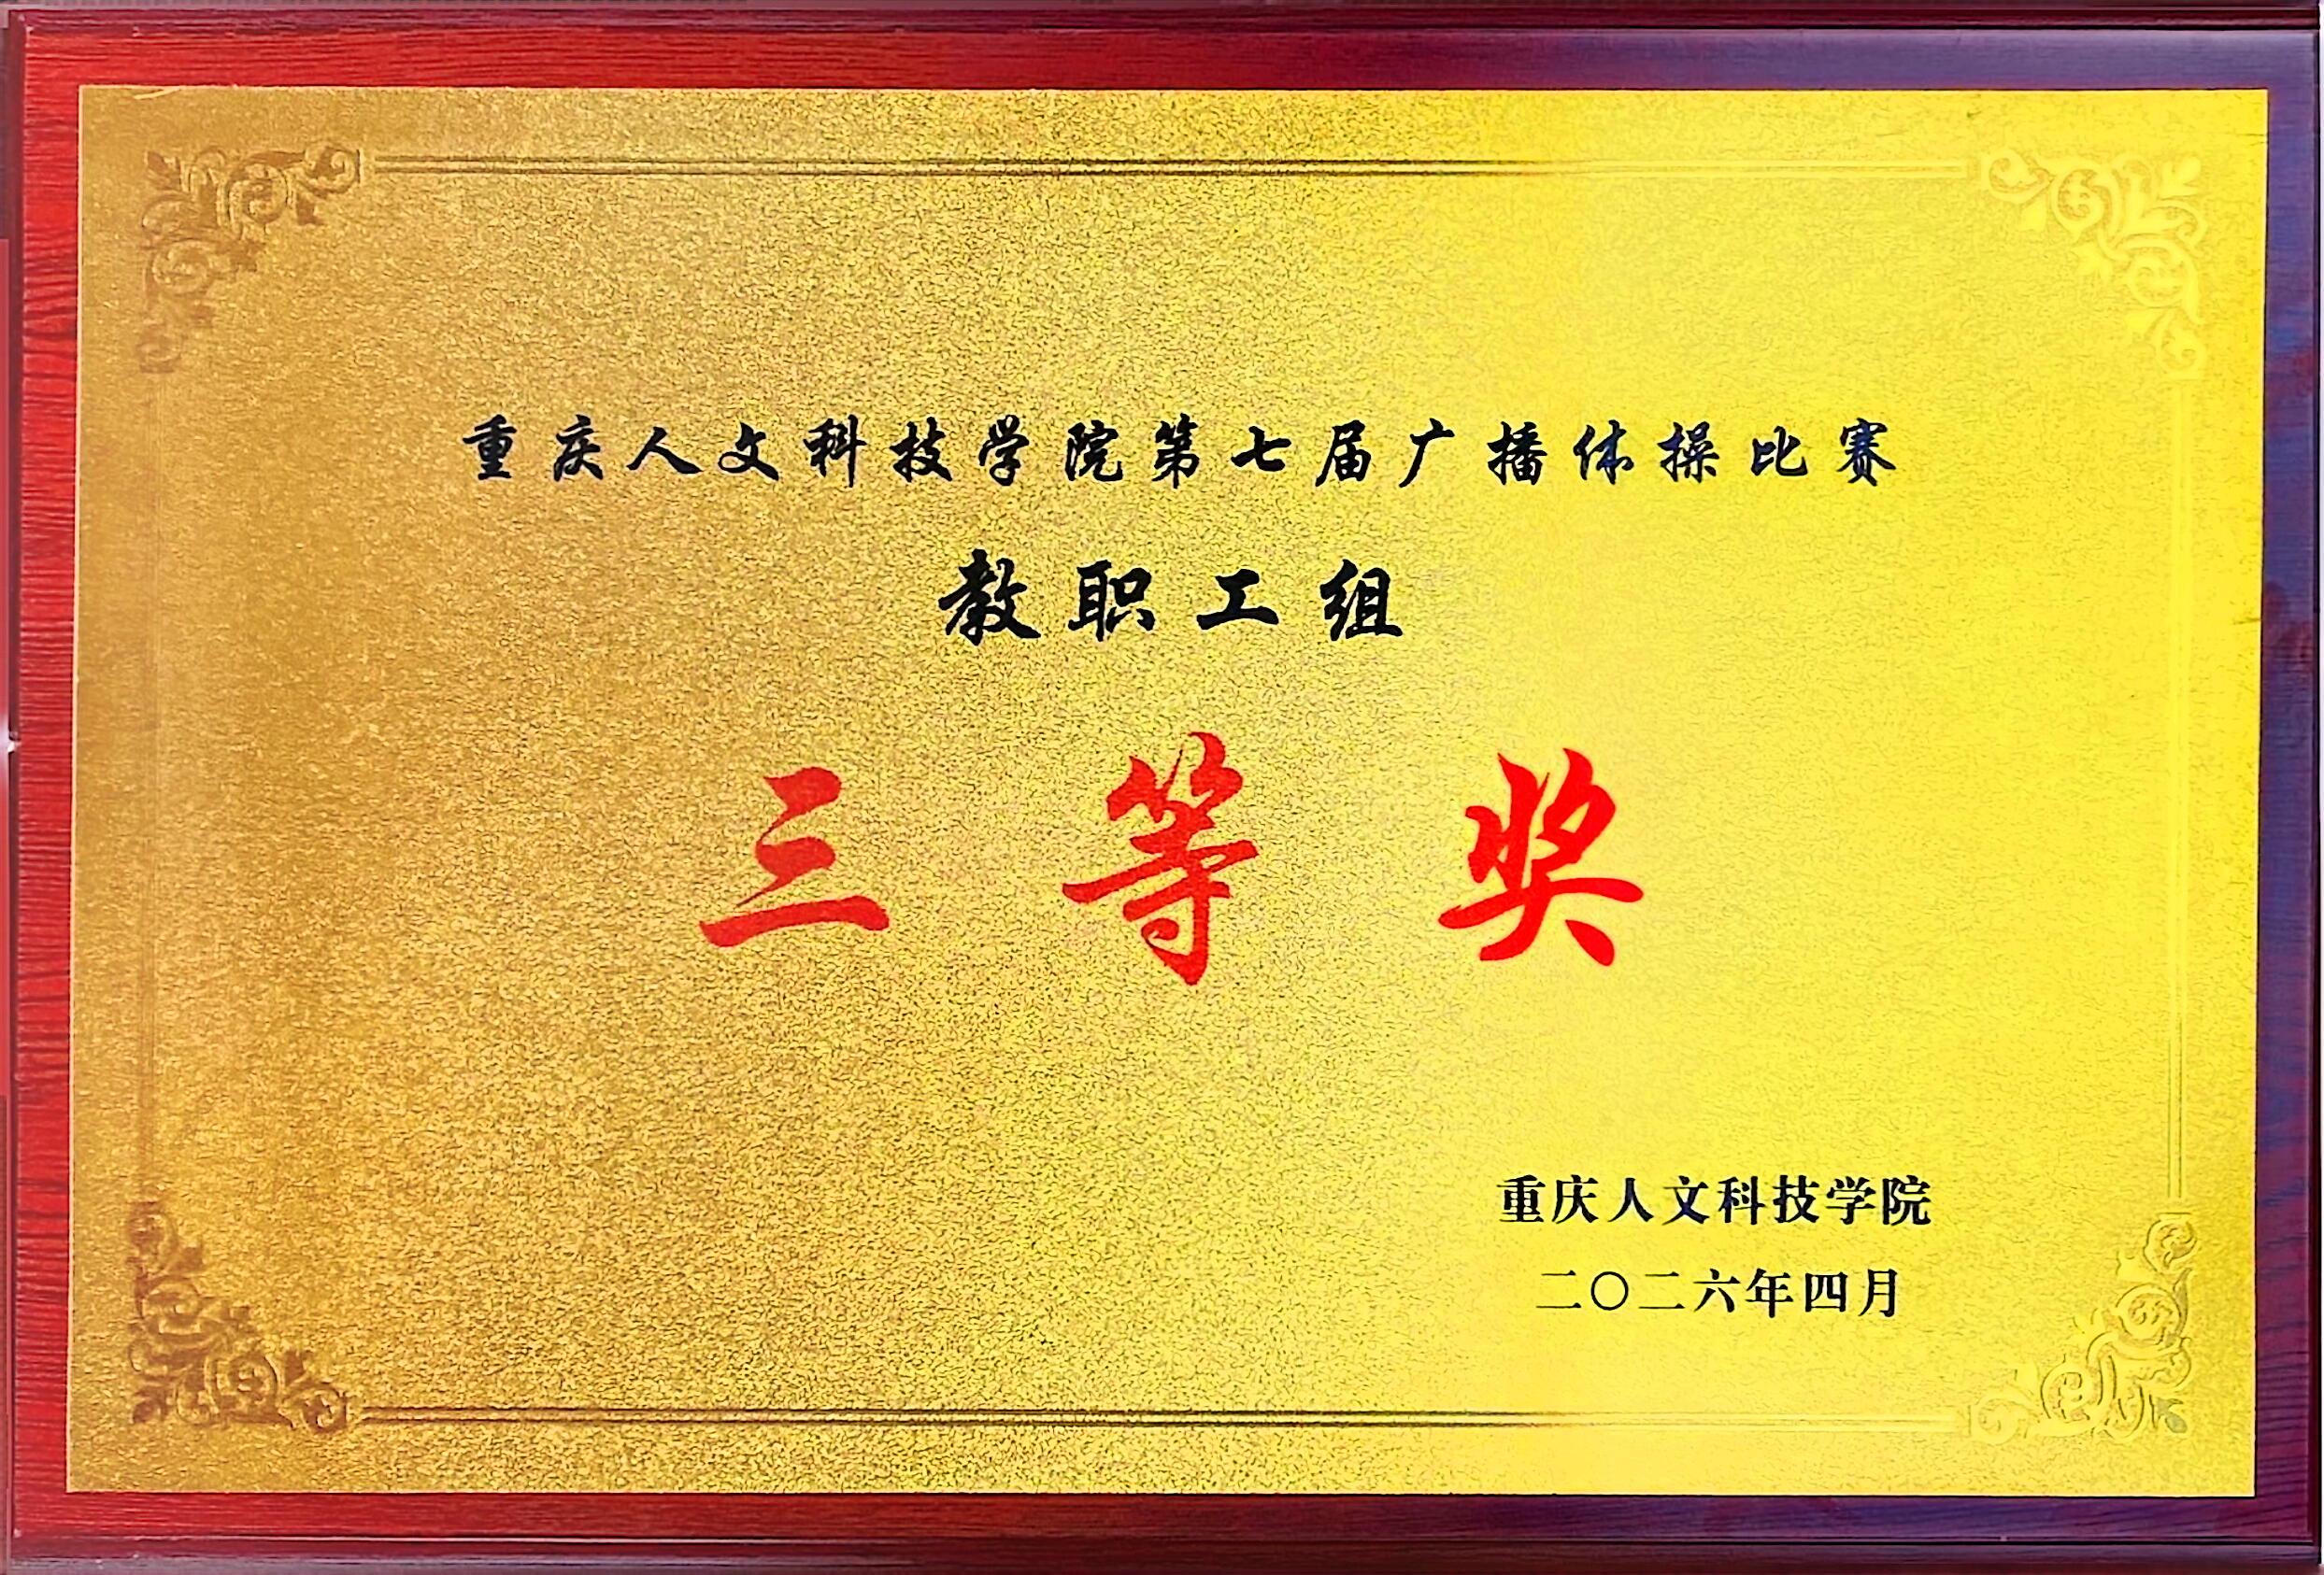 重庆人文科技学院第七届广播体操比赛
教职工组
三等奖
重庆人文科技学院
二〇二六年四月